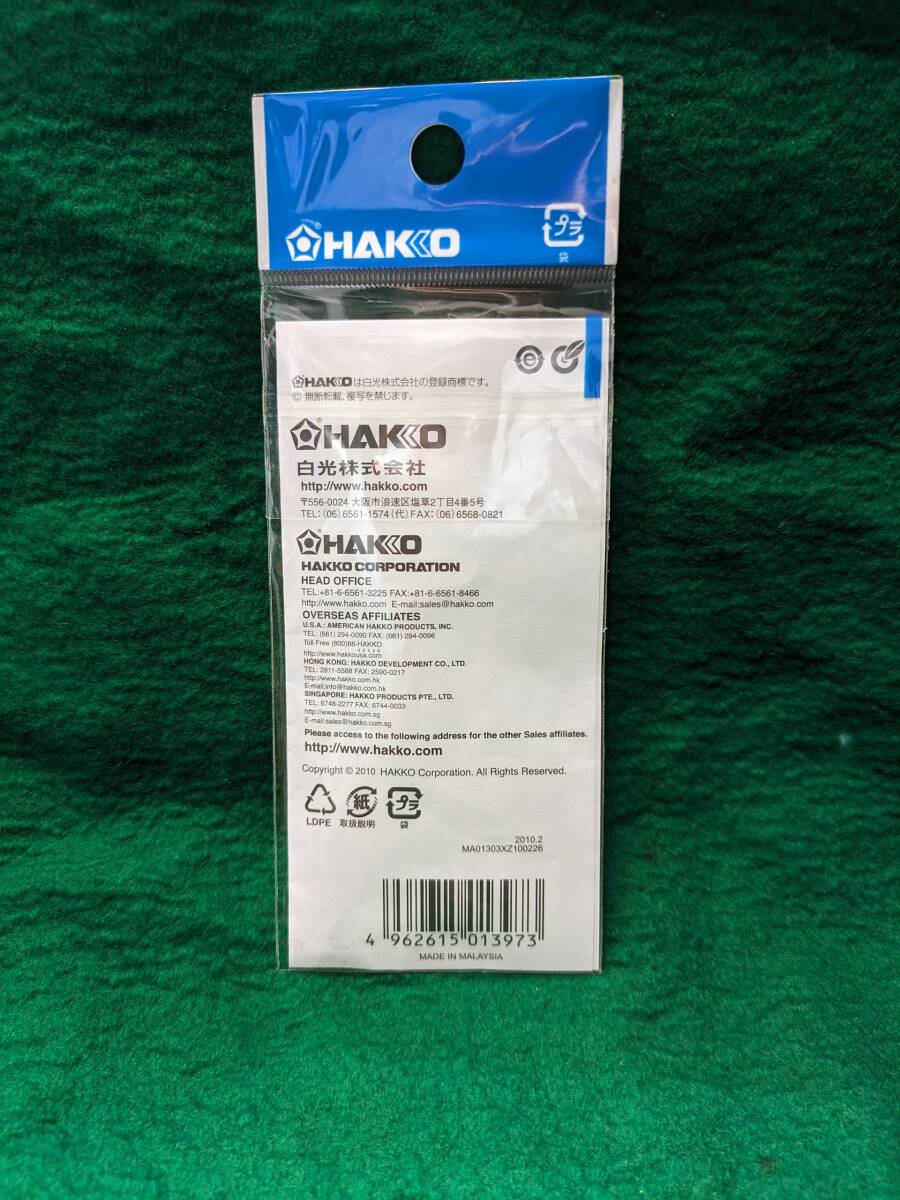 HAKKO
プラ
袋
HAKKOは白光株式会社の登録商標です。
© 無断転載、複写を禁じます。
HAKKO
白光株式会社
http://www.hakko.com
〒556-0024 大阪市浪速区塩草2丁目4番5号
TEL:(06)6561-1574(代) FAX:(06)6568-0821
HAKKO
HAKKO CORPORATION
HEAD OFFICE
TEL:+81-6-6561-3225 FAX:+81-6-6561-8466
http://www.hakko.com E-mail:sales@hakko.com
OVERSEAS AFFILIATES
U.S.A.: AMERICAN HAKKO PRODUCTS, INC.
TEL: (661) 294-0090 FAX: (661) 294-0096
Toll Free (800)88-HAKKO
4 2 5 5 6
http://www.hakkousa.com
HONG KONG: HAKKO DEVELOPMENT CO., LTD.
TEL: 2811-5588 FAX: 2590-0217
http://www.hakko.com.hk
E-mail:info@hakko.com.hk
SINGAPORE: HAKKO PRODUCTS PTE., LTD.
TEL: 6748-2277 FAX: 6744-0033
http://www.hakko.com.sg
E-mail:sales@hakko.com.sg
Please access to the following address for the other Sales affiliates.
http://www.hakko.com
Copyright © 2010 HAKKO Corporation. All Rights Reserved.
紙 プラ
LDPE 取扱説明 袋
2010.2
MA01303XZ100226
4 962615 013973
MADE IN MALAYSIA